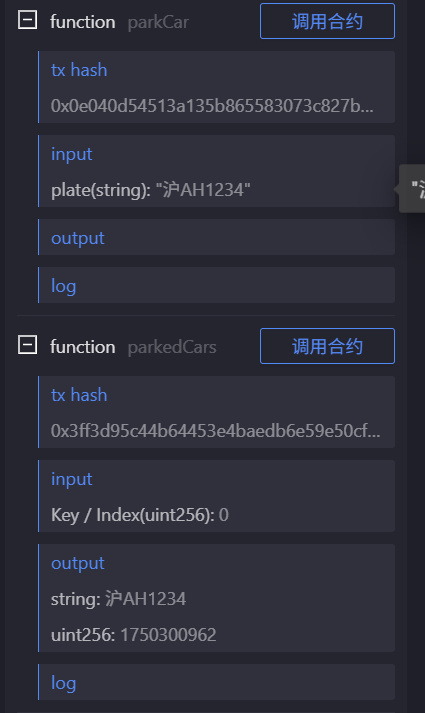 function parkCar 调用合约
tx hash
0x0e040d54513a135b865583073c827b...
input
plate(string): "沪AH1234"
output
log
function parkedCars 调用合约
tx hash
0x3ff3d95c44b64453e4baedb6e59e50cf...
input
Key / Index(uint256): 0
output
string: 沪AH1234
uint256: 1750300962
log